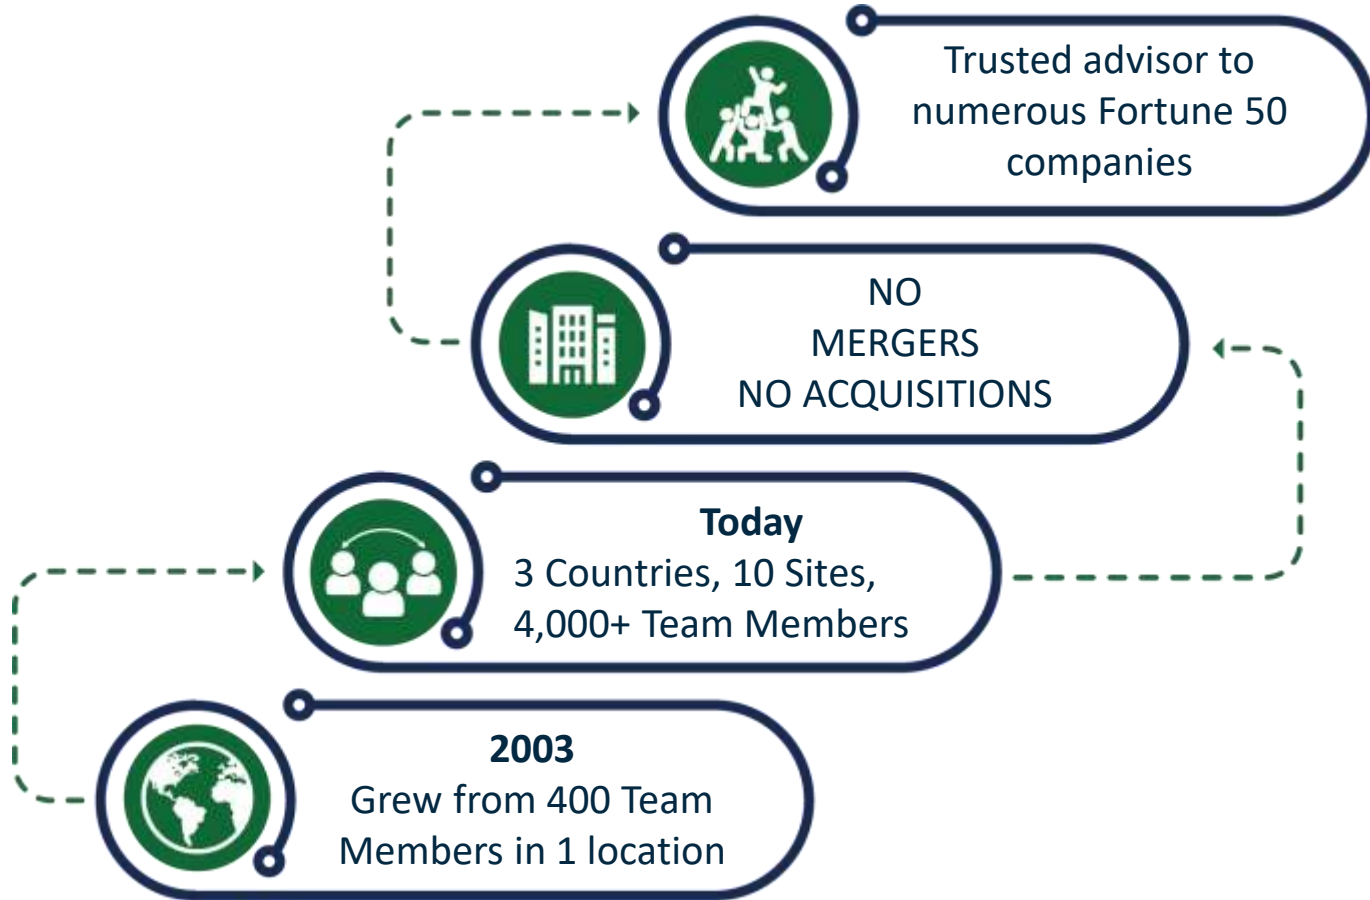 Trusted advisor to
numerous Fortune 50
companies
NO
MERGERS
NO ACQUISITIONS
Today
3 Countries, 10 Sites,
4,000+ Team Members
2003
Grew from 400 Team
Members in 1 location